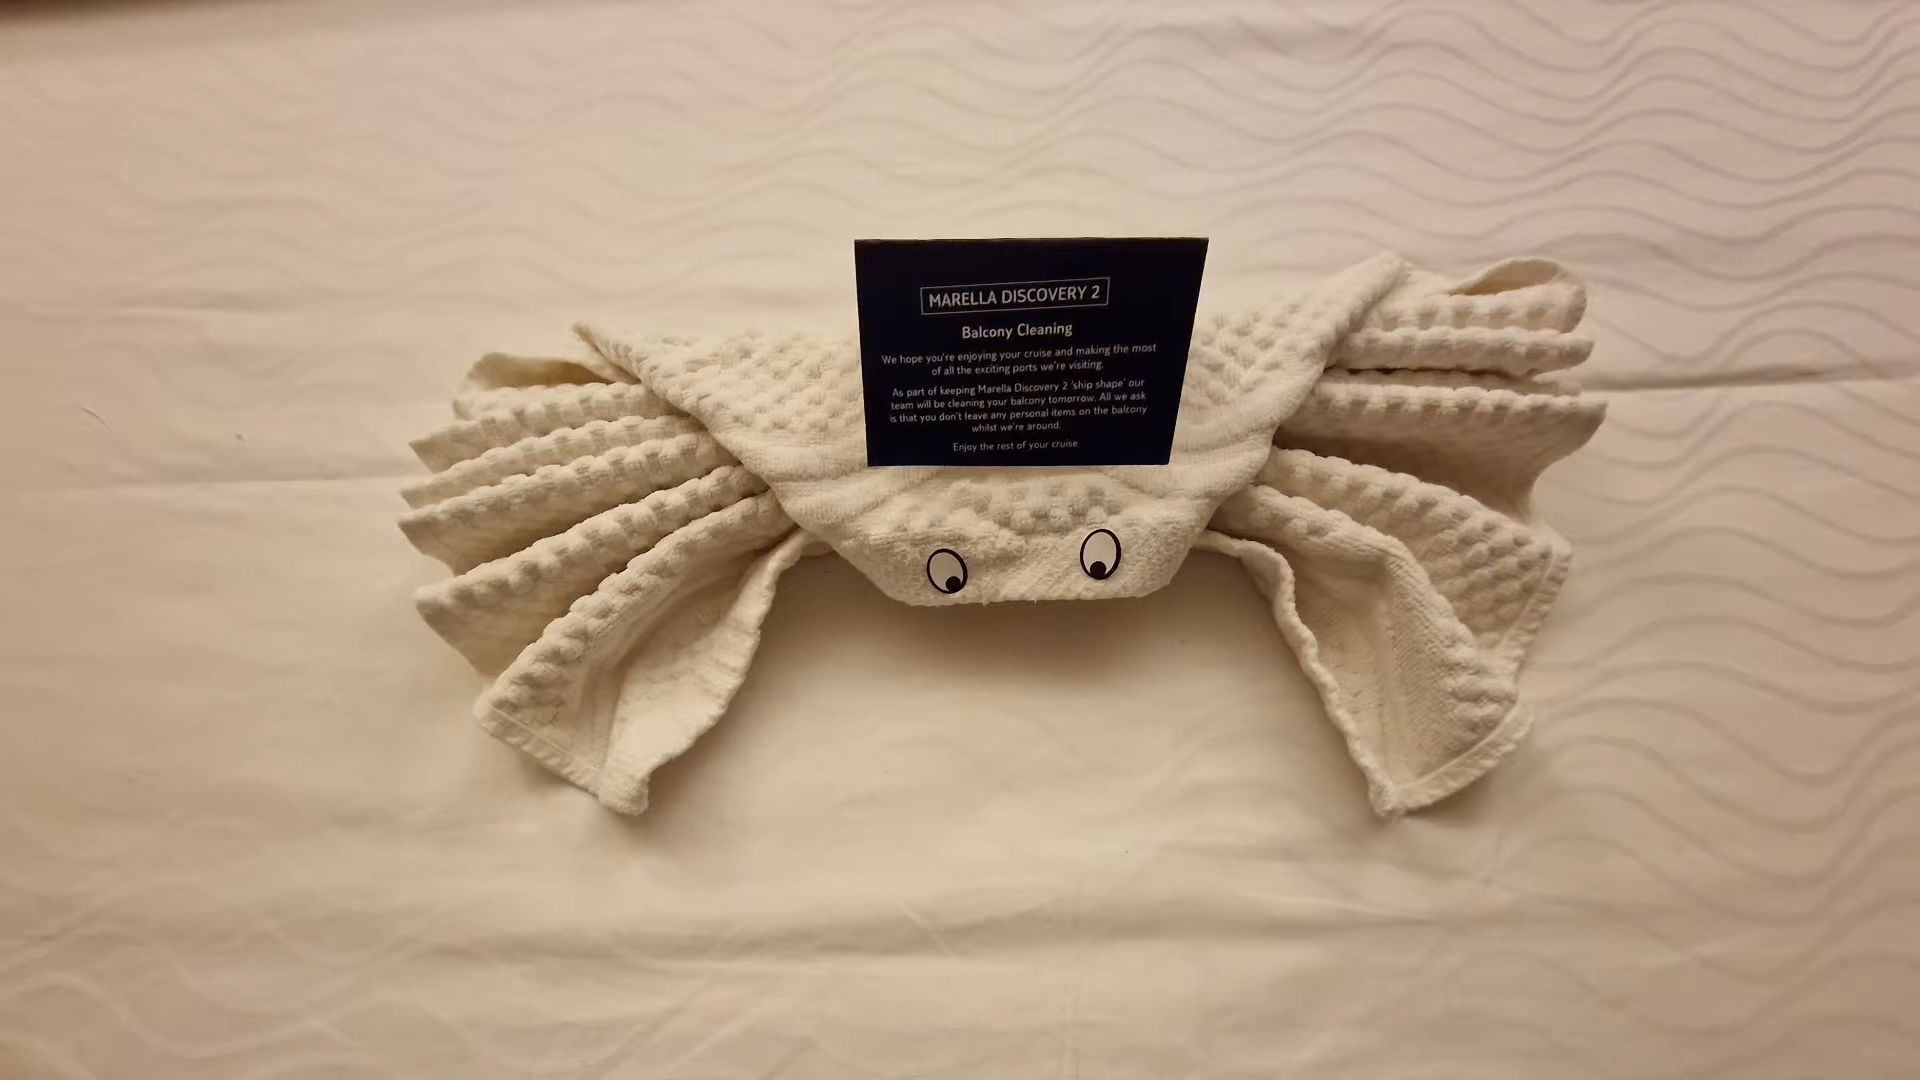 MARELLA DISCOVERY 2
Balcony Cleaning
We hope you're enjoying your cruise and making the most
of all the exciting ports we're visiting.
As part of keeping Marella Discovery 2 'ship shape' our
team will be cleaning your balcony tomorrow. All we ask
is that you don't leave any personal items on the balcony
whilst we're around.
Enjoy the rest of your cruise